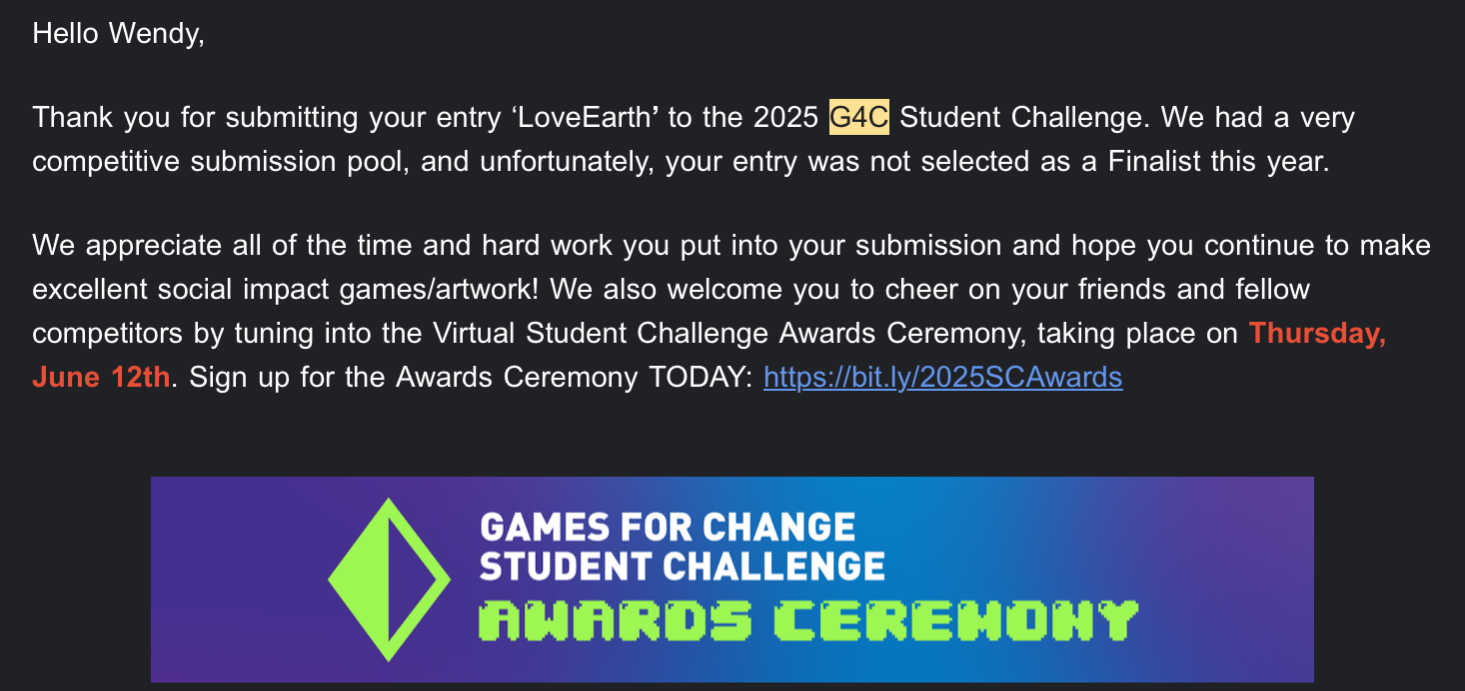 Hello Wendy,
Thank you for submitting your entry ‘LoveEarth’ to the 2025 G4C Student Challenge. We had a very
competitive submission pool, and unfortunately, your entry was not selected as a Finalist this year.
We appreciate all of the time and hard work you put into your submission and hope you continue to make
excellent social impact games/artwork! We also welcome you to cheer on your friends and fellow
competitors by tuning into the Virtual Student Challenge Awards Ceremony, taking place on Thursday,
June 12th. Sign up for the Awards Ceremony TODAY: https://bit.ly/2025SCAwards
GAMES FOR CHANGE
STUDENT CHALLENGE
AWARDS CEREMONY